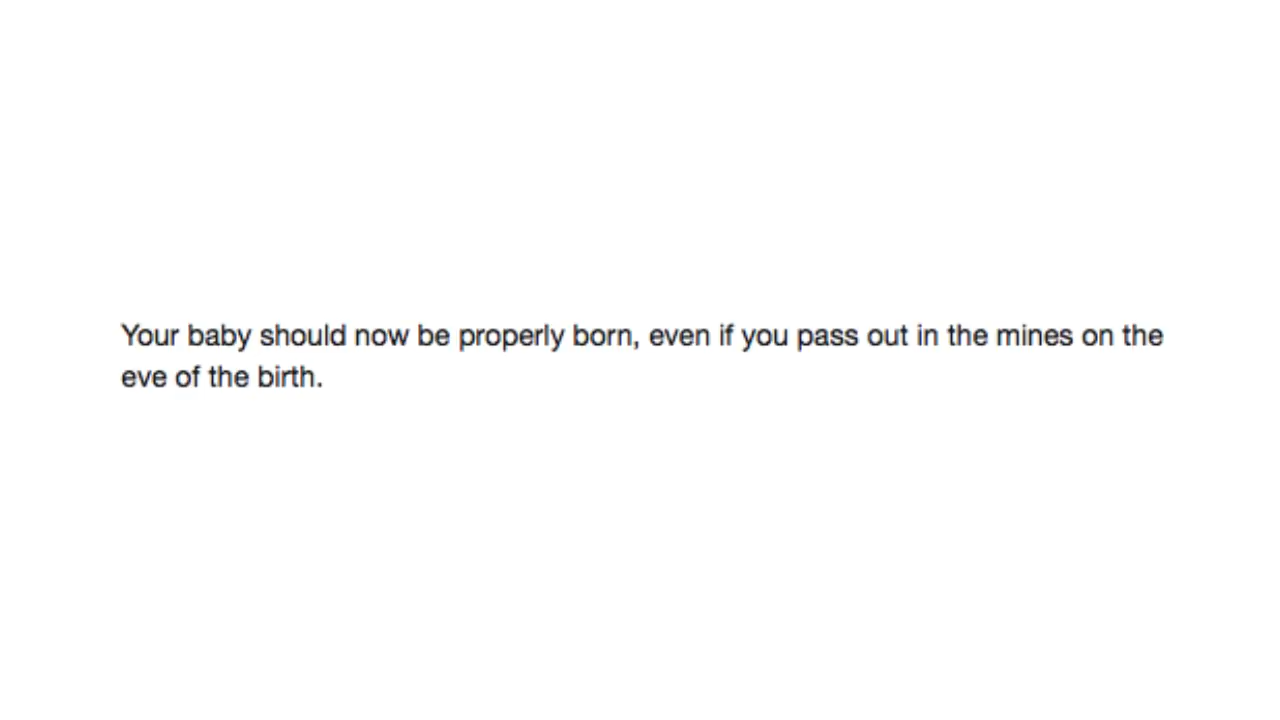 Your baby should now be properly born, even if you pass out in the mines on the
eve of the birth.